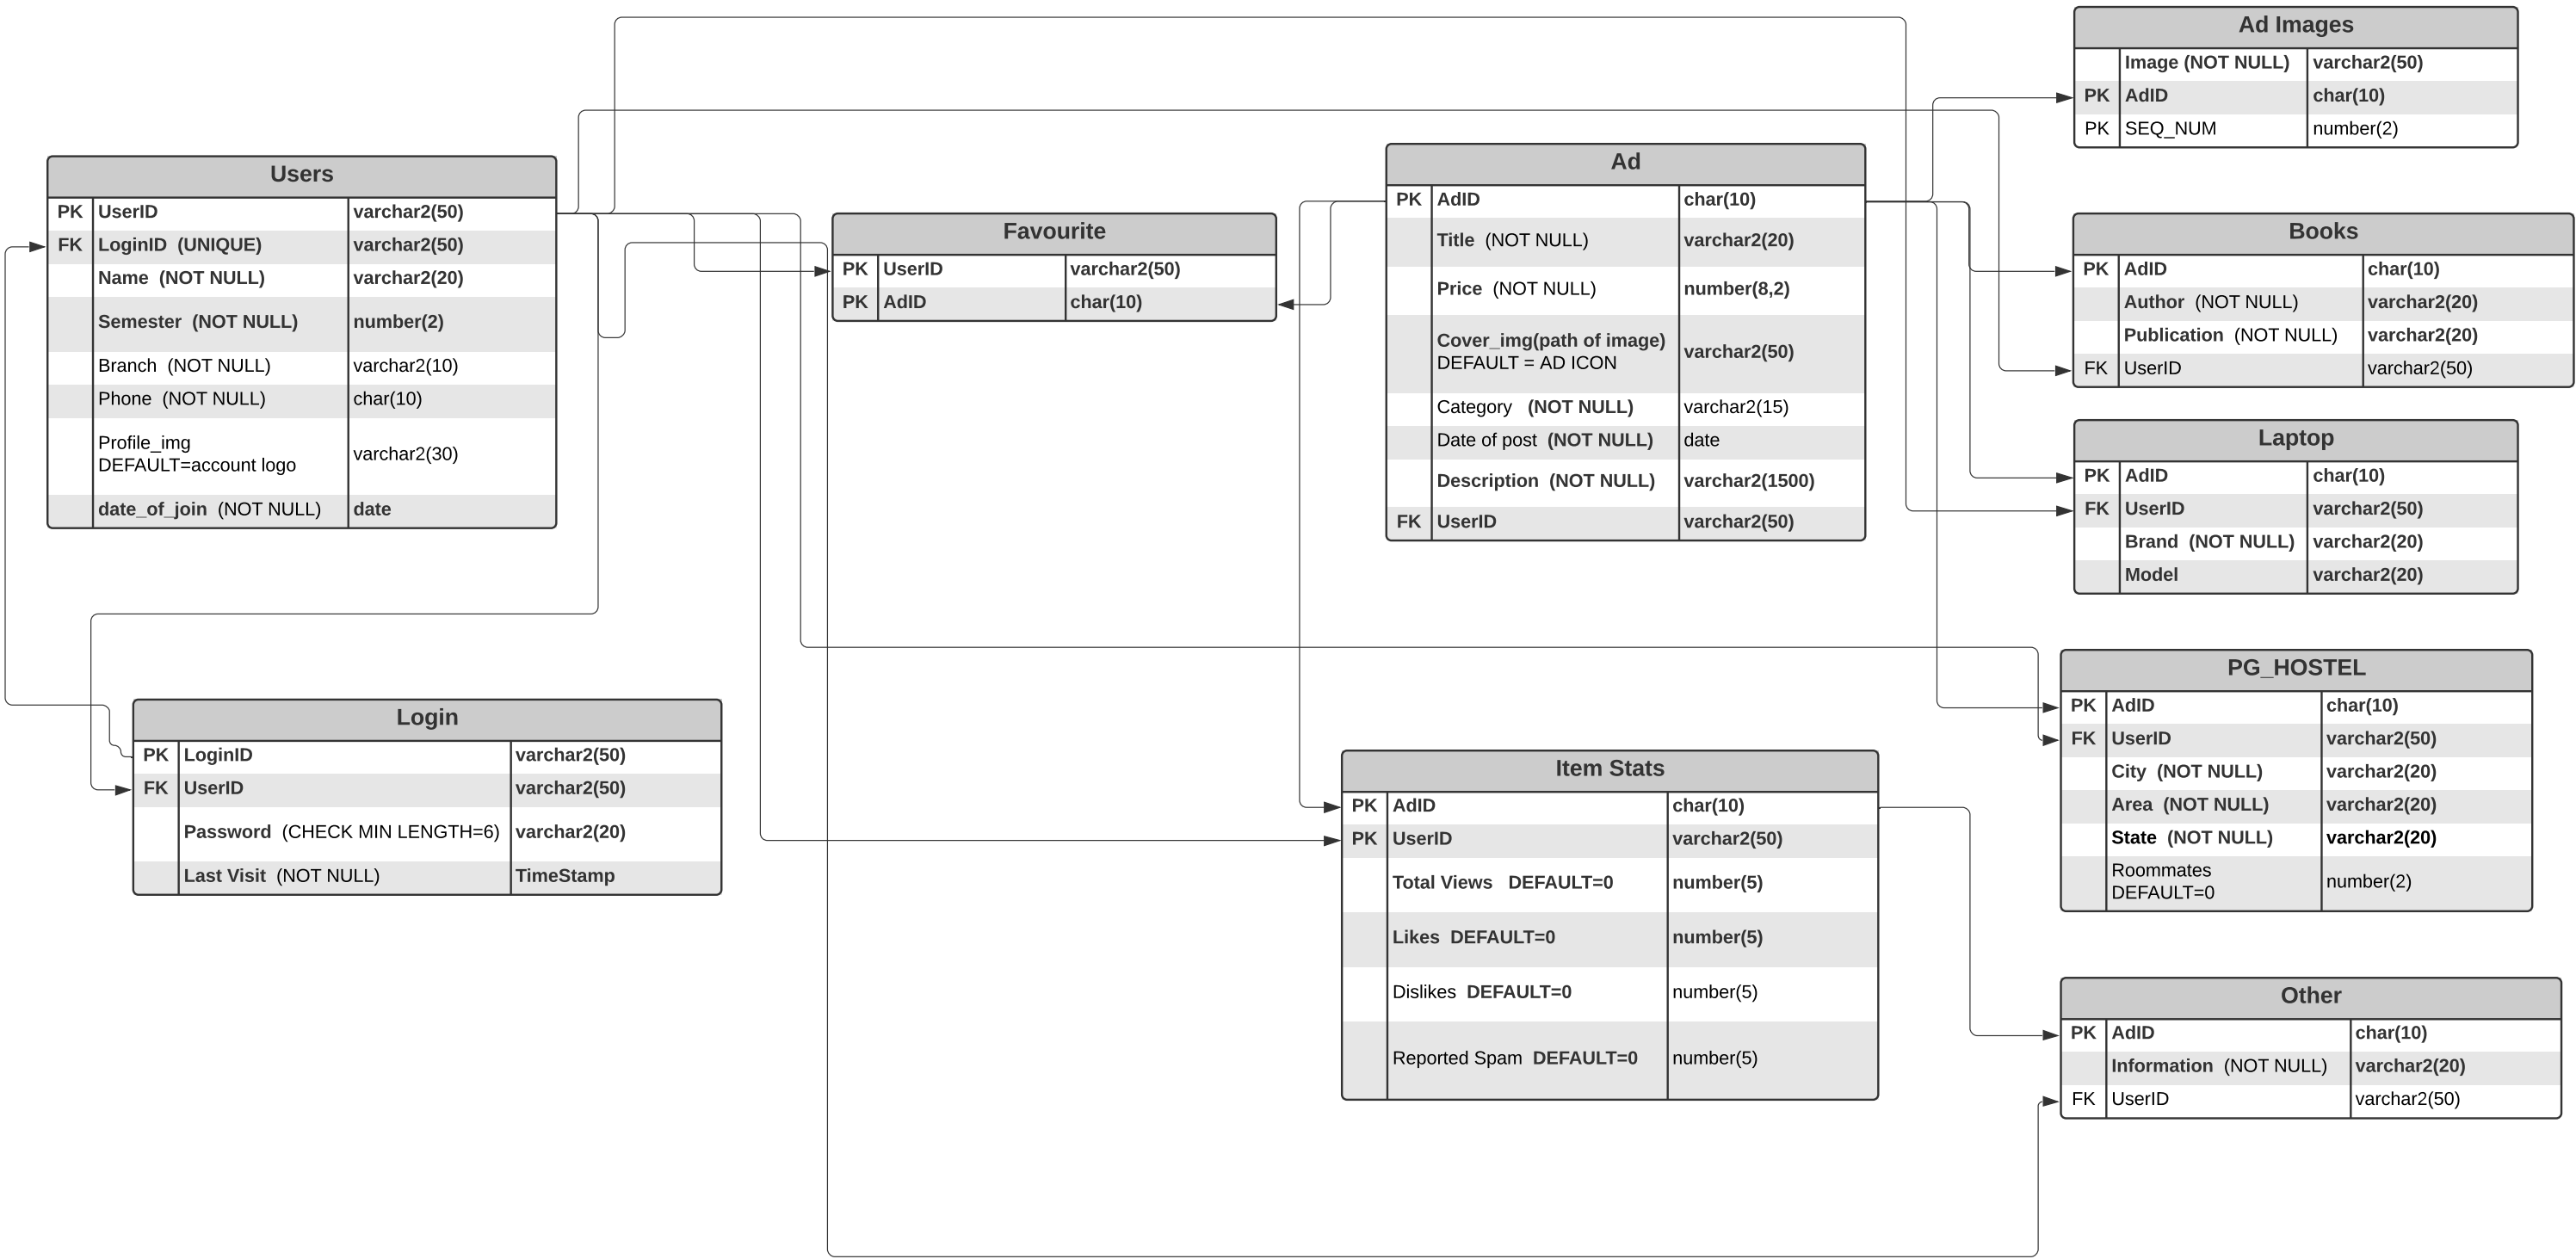 Users
PK UserID varchar2(50)
FK LoginID (UNIQUE) varchar2(50)
Name (NOT NULL) varchar2(20)
Semester (NOT NULL) number(2)
Branch (NOT NULL) varchar2(10)
Phone (NOT NULL) char(10)
Profile_img
DEFAULT=account logo varchar2(30)
date_of_join (NOT NULL) date
Login
PK LoginID varchar2(50)
FK UserID varchar2(50)
Password (CHECK MIN LENGTH=6) varchar2(20)
Last Visit (NOT NULL) TimeStamp
Favourite
PK UserID varchar2(50)
PK AdID char(10)
Ad
PK AdID char(10)
Title (NOT NULL) varchar2(20)
Price (NOT NULL) number(8,2)
Cover_img(path of image)
DEFAULT = AD ICON varchar2(50)
Category (NOT NULL) varchar2(15)
Date of post (NOT NULL) date
Description (NOT NULL) varchar2(1500)
FK UserID varchar2(50)
Item Stats
PK AdID char(10)
PK UserID varchar2(50)
Total Views DEFAULT=0 number(5)
Likes DEFAULT=0 number(5)
Dislikes DEFAULT=0 number(5)
Reported Spam DEFAULT=0 number(5)
Ad Images
Image (NOT NULL) varchar2(50)
PK AdID char(10)
PK SEQ_NUM number(2)
Books
PK AdID char(10)
Author (NOT NULL) varchar2(20)
Publication (NOT NULL) varchar2(20)
FK UserID varchar2(50)
Laptop
PK AdID char(10)
FK UserID varchar2(50)
Brand (NOT NULL) varchar2(20)
Model varchar2(20)
PG_HOSTEL
PK AdID char(10)
FK UserID varchar2(50)
City (NOT NULL) varchar2(20)
Area (NOT NULL) varchar2(20)
State (NOT NULL) varchar2(20)
Roommates
DEFAULT=0 number(2)
Other
PK AdID char(10)
Information (NOT NULL) varchar2(20)
FK UserID varchar2(50)